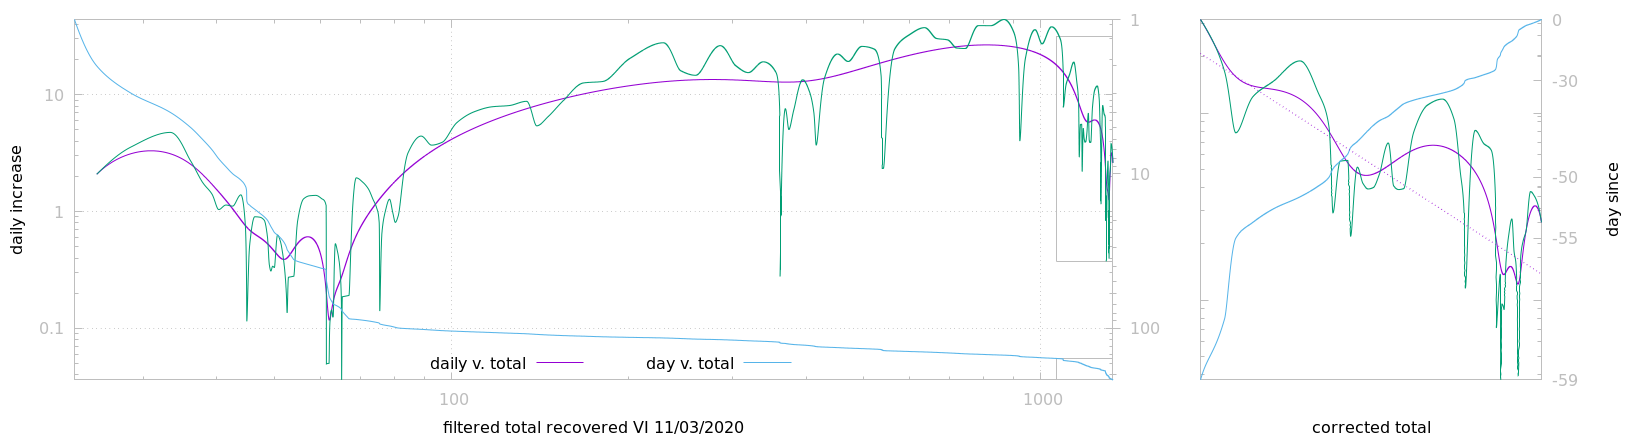 daily increase
10
1
0.1
100
1000
1
10
100
daily v. total
day v. total
filtered total recovered VI 11/03/2020
0
-30
-50
-55
-59
day since
corrected total